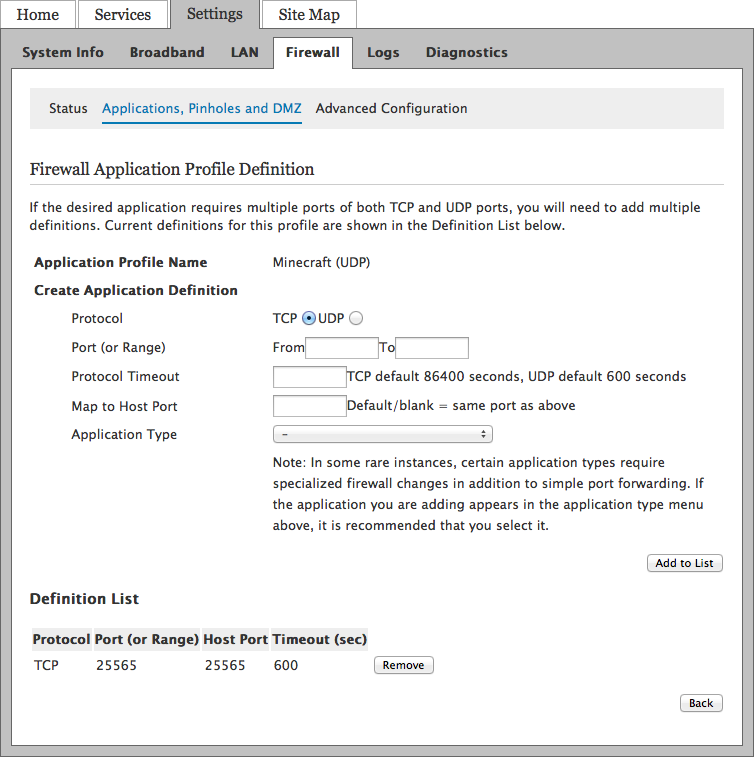 Home Services Settings Site Map
System Info Broadband LAN Firewall Logs Diagnostics
Status Applications, Pinholes and DMZ Advanced Configuration
Firewall Application Profile Definition
If the desired application requires multiple ports of both TCP and UDP ports, you will need to add multiple
definitions. Current definitions for this profile are shown in the Definition List below.
Application Profile Name Minecraft (UDP)
Create Application Definition
Protocol TCP UDP
Port (or Range) From To
Protocol Timeout TCP default 86400 seconds, UDP default 600 seconds
Map to Host Port Default/blank = same port as above
Application Type –
Note: In some rare instances, certain application types require
specialized firewall changes in addition to simple port forwarding. If
the application you are adding appears in the application type menu
above, it is recommended that you select it.
Add to List
Definition List
Protocol Port (or Range) Host Port Timeout (sec)
TCP 25565 25565 600 Remove
Back